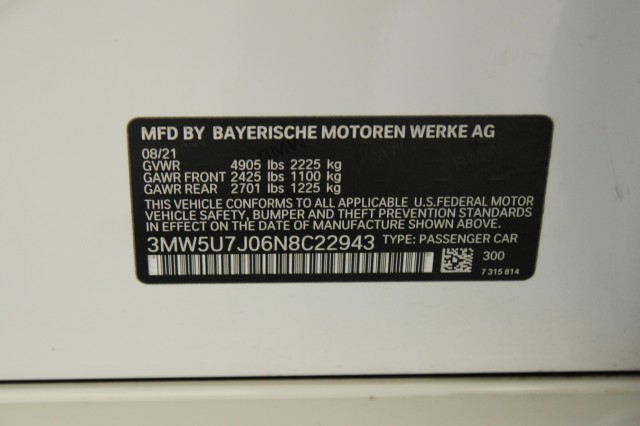 MFD BY BAYERISCHE MOTOREN WERKE AG
08/21
GVWR 4905 lbs 2225 kg
GAWR FRONT 2425 lbs 1100 kg
GAWR REAR 2701 lbs 1225 kg
THIS VEHICLE CONFORMS TO ALL APPLICABLE U.S.FEDERAL MOTOR
VEHICLE SAFETY, BUMPER AND THEFT PREVENTION STANDARDS
IN EFFECT ON THE DATE OF MANUFACTURE SHOWN ABOVE.
3MW5U7J06N8C22943 TYPE: PASSENGER CAR
300
7 315 814